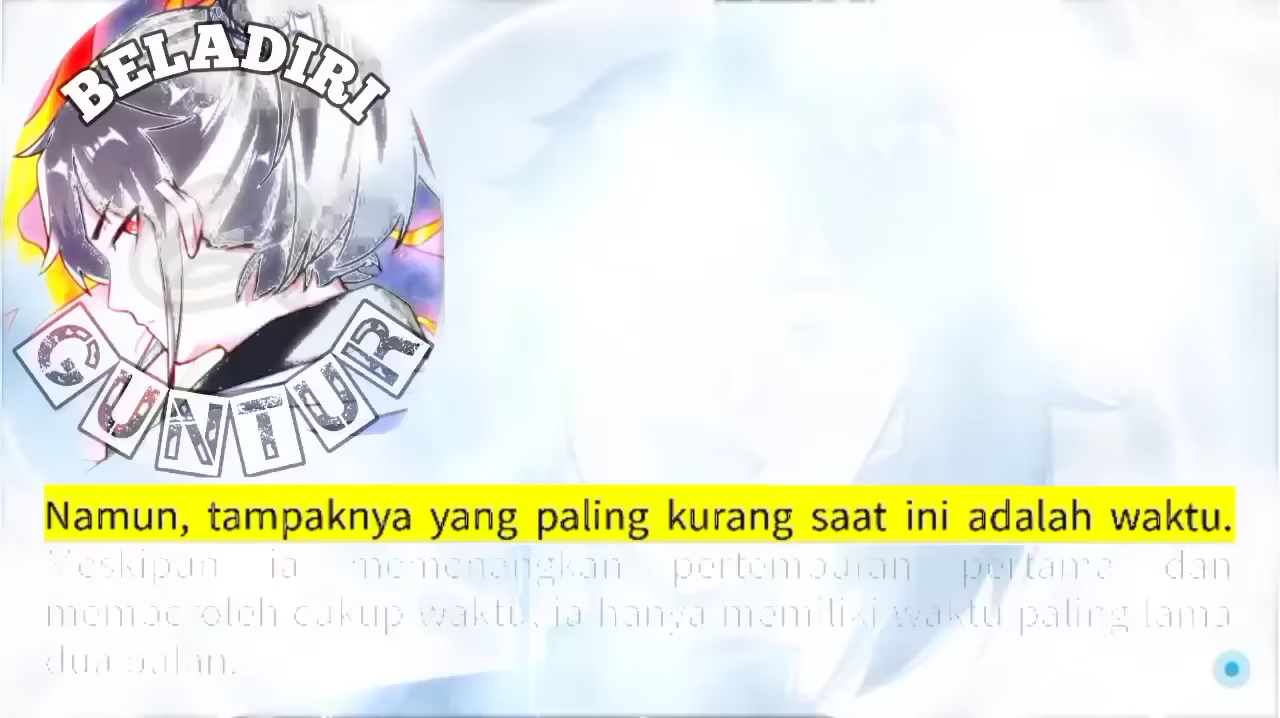 BELADIRI
GUNTUR
Namun, tampaknya yang paling kurang saat ini adalah waktu.
Meskipun ia memenangkan pertempuran pertama dan
memperoleh cukup waktu, ia hanya memiliki waktu paling lama
dua bulan.